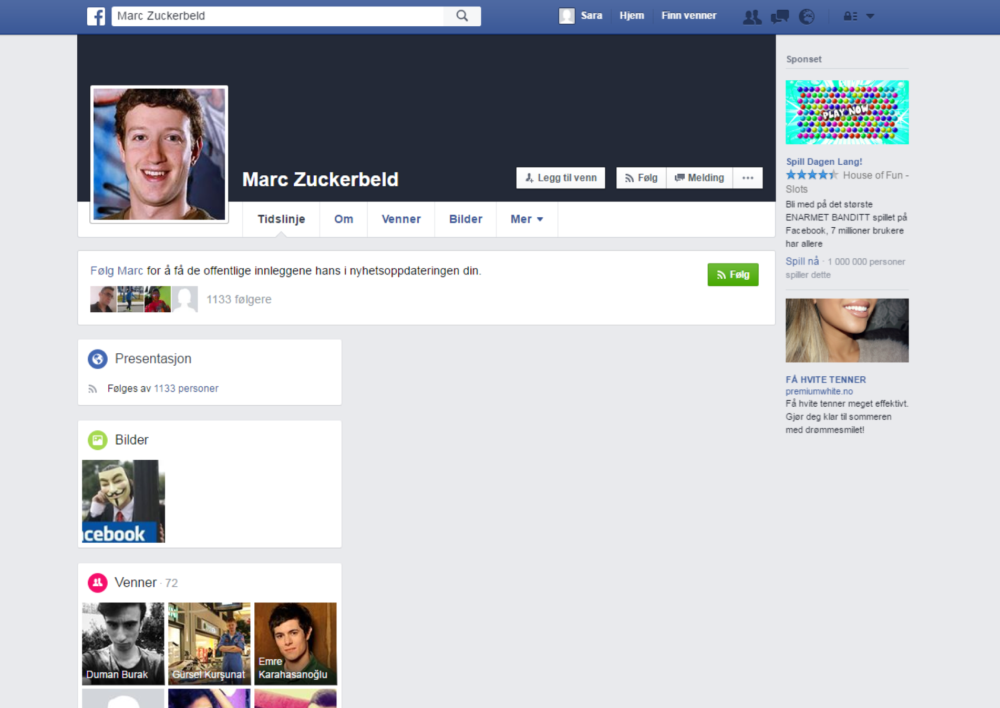 Marc Zuckerbeld
Sara
Hjem
Finn venner
Marc Zuckerbeld
Legg til venn
Følg
Melding
Tidslinje
Om
Venner
Bilder
Mer
Følg Marc for å få de offentlige innleggene hans i nyhetsoppdateringen din.
Følg
1133 følgere
Presentasjon
Følges av 1133 personer
Bilder
cebook
Venner · 72
Duman Burak
Gürsel Kurşunat
Emre
Karahasanoğlu
Sponset
PLAY NOW
Spill Dagen Lang!
House of Fun -
Slots
Bli med på det største
ENARMET BANDITT spillet på
Facebook, 7 millioner brukere
har allere
Spill nå · 1 000 000 personer
spiller dette
FÅ HVITE TENNER
premiumwhite.no
Få hvite tenner meget effektivt.
Gjør deg klar til sommeren
med drømmesmilet!